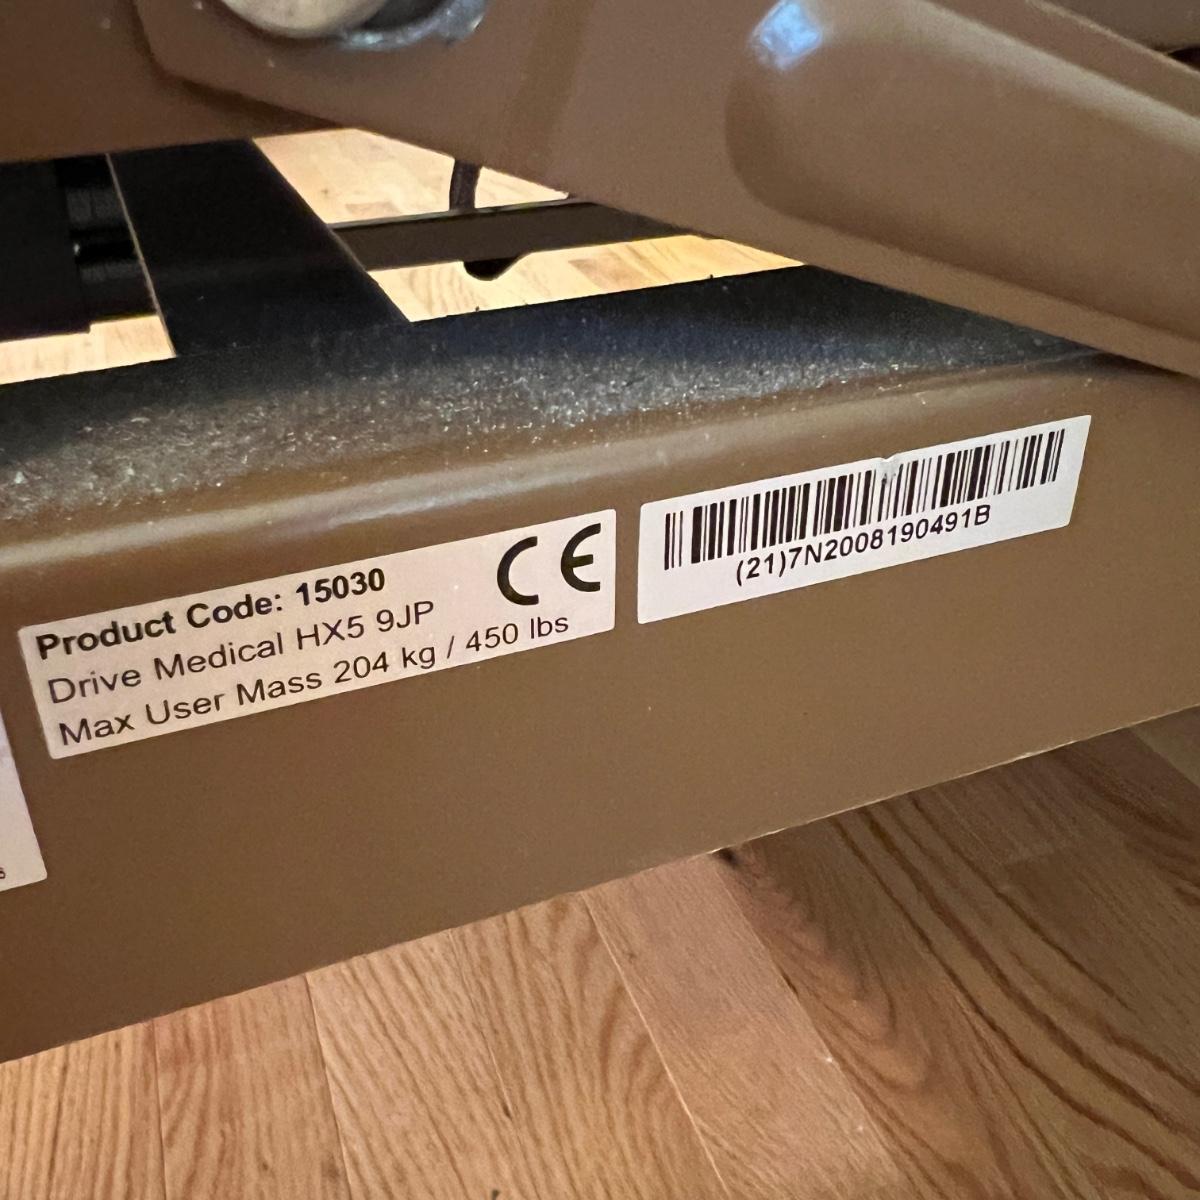 Product Code: 15030
Drive Medical HX5 9JP
Max User Mass 204 kg / 450 lbs
CE
(21)7N2008190491B